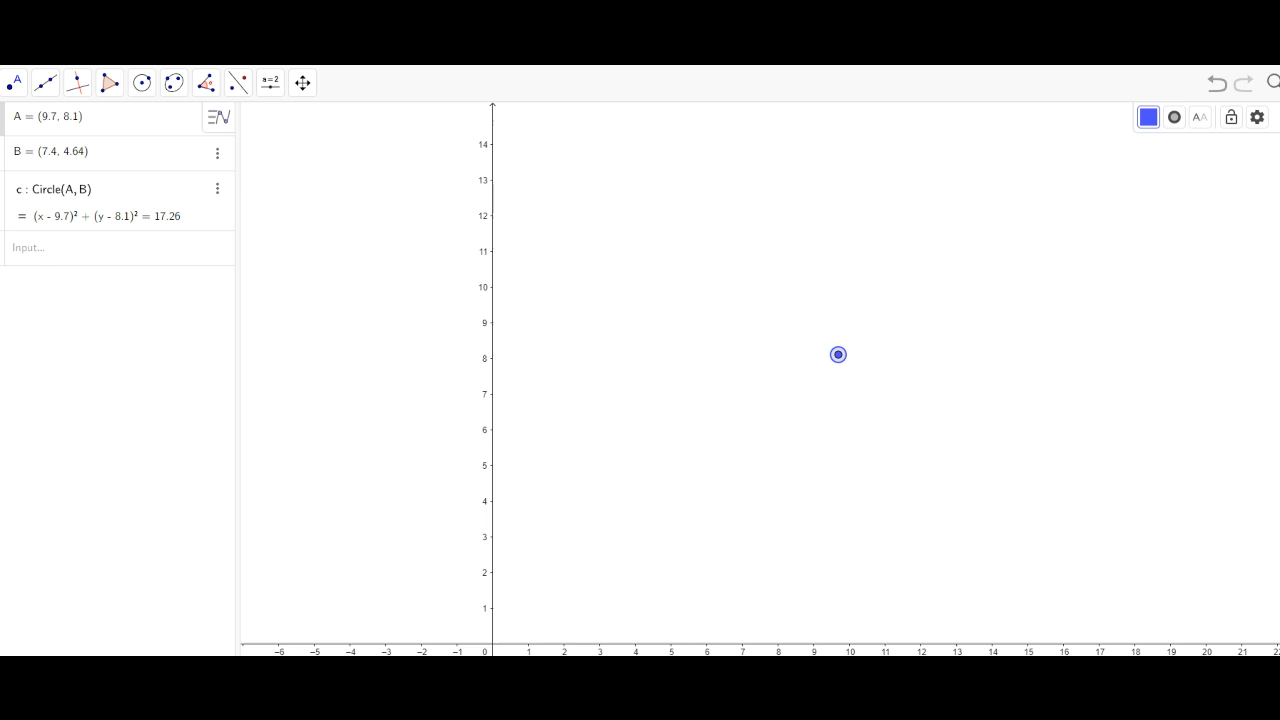 A
a=2
A = (9.7, 8.1)
B = (7.4, 4.64)
c : Circle(A, B)
= (x - 9.7)² + (y - 8.1)² = 17.26
Input...
AA
14
13
12
11
10
9
8
7
6
5
4
3
2
1
−6 −5 −4 −3 −2 −1 0 1 2 3 4 5 6 7 8 9 10 11 12 13 14 15 16 17 18 19 20 21